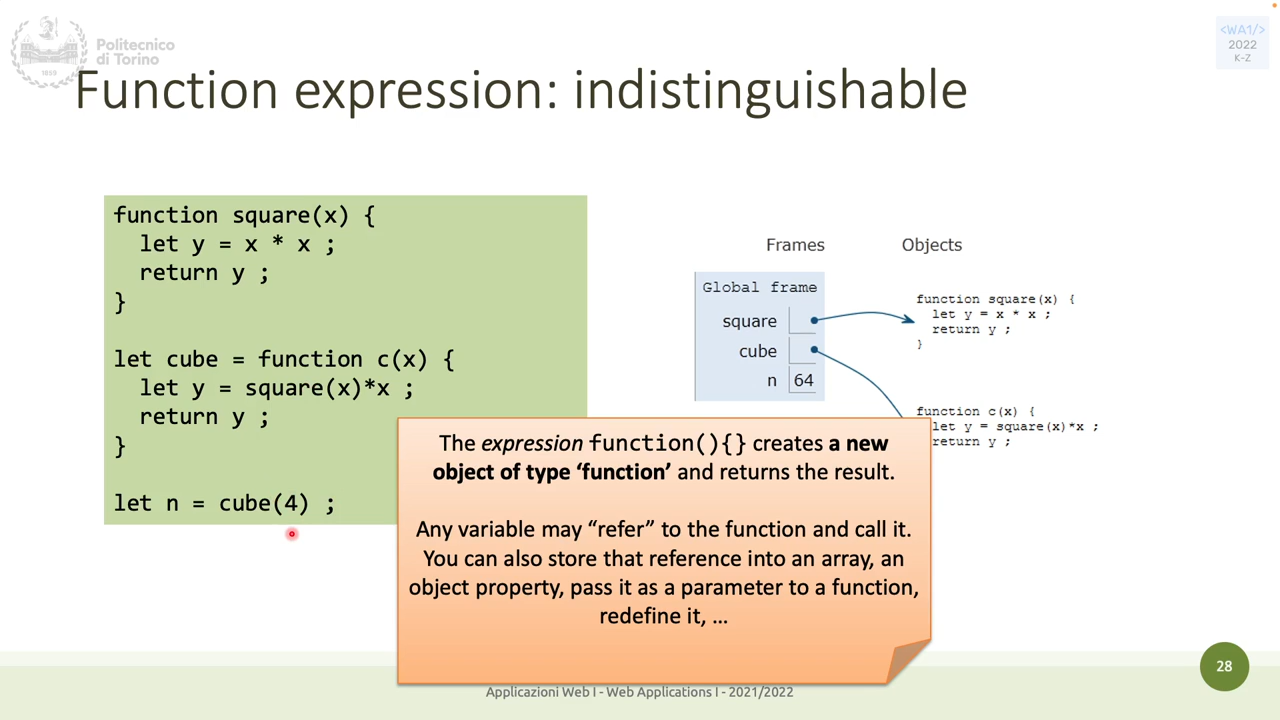 Politecnico
di Torino
<WA1/>
2022
K-Z
Function expression: indistinguishable
function square(x) {
let y = x * x ;
return y ;
}
let cube = function c(x) {
let y = square(x)*x ;
return y ;
}
let n = cube(4) ;
Frames
Objects
Global frame
square
cube
n 64
function square(x) {
let y = x * x ;
return y ;
}
function c(x) {
let y = square(x)*x ;
return y ;
The expression function(){} creates a new
object of type ‘function’ and returns the result.
Any variable may “refer” to the function and call it.
You can also store that reference into an array, an
object property, pass it as a parameter to a function,
redefine it, …
28
Applicazioni Web I - Web Applications I - 2021/2022